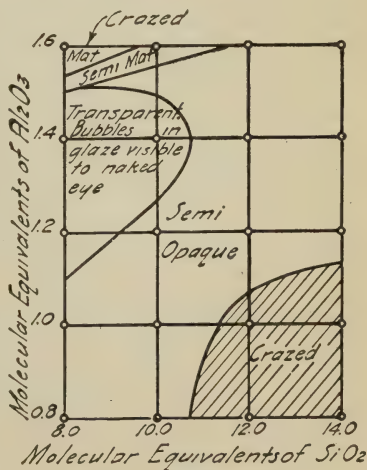 Crazed
1.6
Mat
Semi Mat
Transparent
Bubbles in
glaze visible
to naked
eye
1.4
Semi
1.2
Opaque
1.0
Crazed
0.8
8.0 10.0 12.0 14.0
Molecular Equivalents of Al2O3
Molecular Equivalents of SiO2